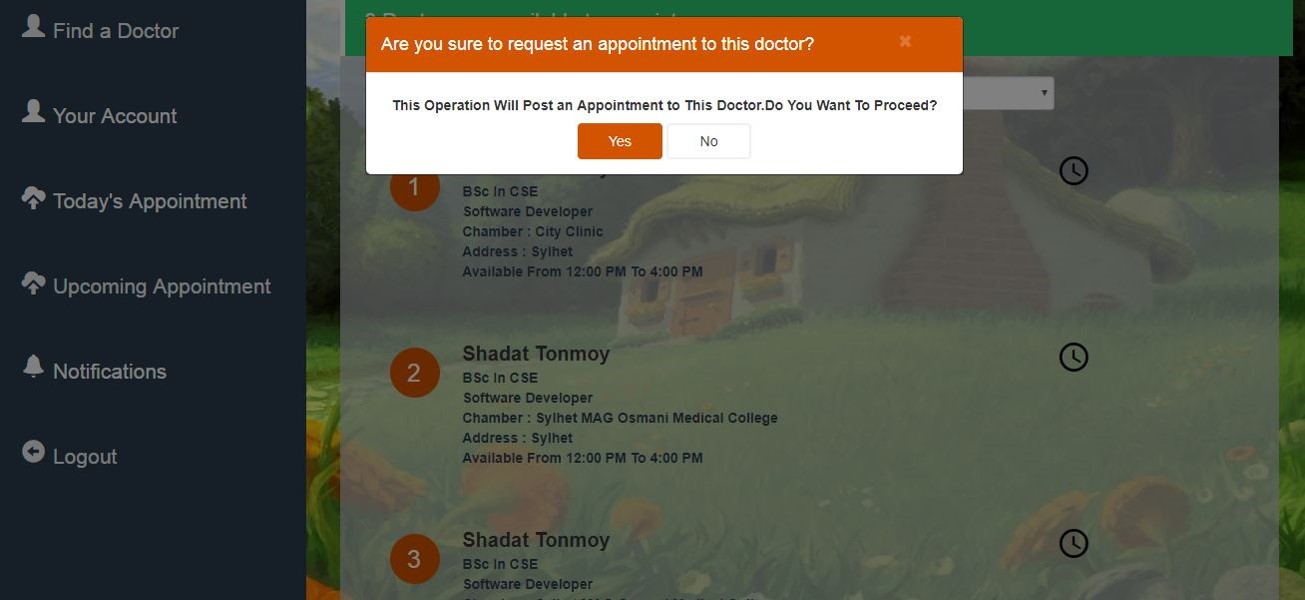 Find a Doctor
Your Account
Today's Appointment
Upcoming Appointment
Notifications
Logout
Are you sure to request an appointment to this doctor?
×
This Operation Will Post an Appointment to This Doctor.Do You Want To Proceed?
Yes
No
1
BSc In CSE
Software Developer
Chamber : City Clinic
Address : Sylhet
Available From 12:00 PM To 4:00 PM
2
Shadat Tonmoy
BSc In CSE
Software Developer
Chamber : Sylhet MAG Osmani Medical College
Address : Sylhet
Available From 12:00 PM To 4:00 PM
3
Shadat Tonmoy
BSc In CSE
Software Developer